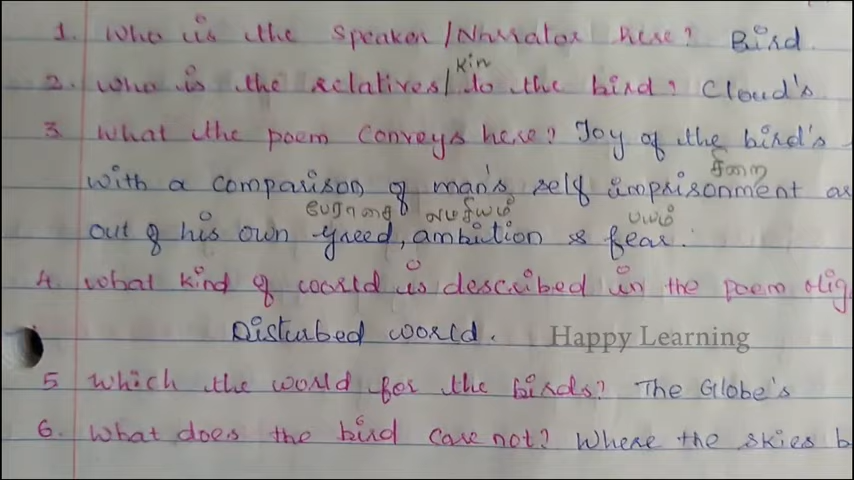 1. Who is the speaker/Narrator here? Bird.
kin
2. Who is the relatives/ to the bird? Cloud's
3 What the poem conveys here? Joy of the bird's
சிறை
with a comparison of man's self imprisonment as
பேராசை லட்சியம் பயம்
out of his own greed, ambition & fear.
4 What kind of world is described in the poem
Disturbed world. Happy Learning
5 Which the world for the birds? The Globe's
6. What does the bird care not? Where the skies b